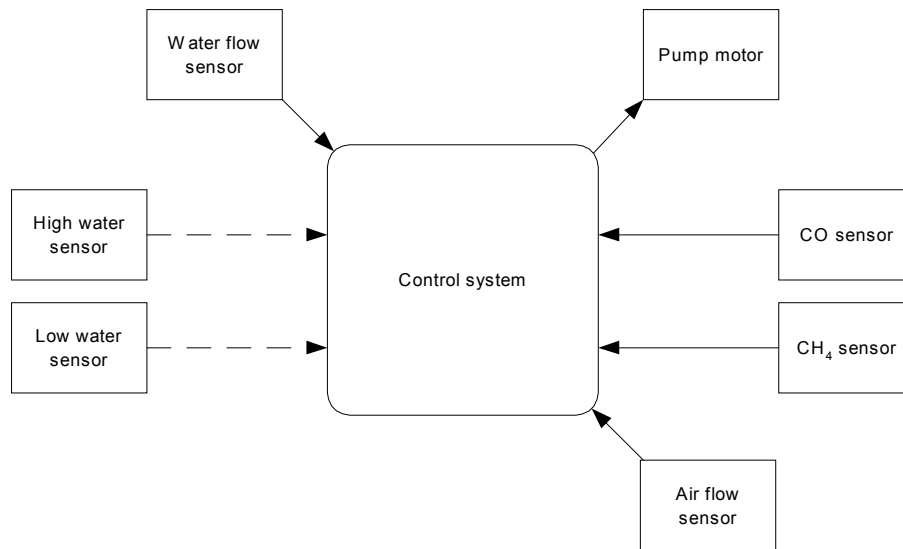 Water flow
sensor
Pump motor
High water
sensor
CO sensor
Control system
Low water
sensor
CH₄ sensor
Air flow
sensor